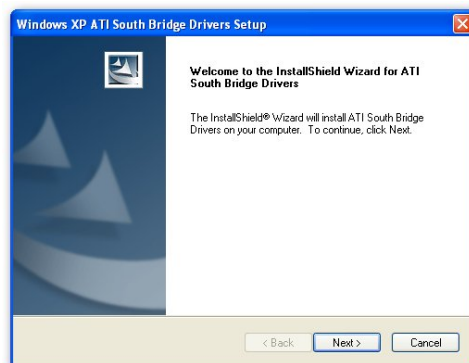 Windows XP ATI South Bridge Drivers Setup
Welcome to the InstallShield Wizard for ATI
South Bridge Drivers
The InstallShield® Wizard will install ATI South Bridge
Drivers on your computer. To continue, click Next.
< Back
Next >
Cancel